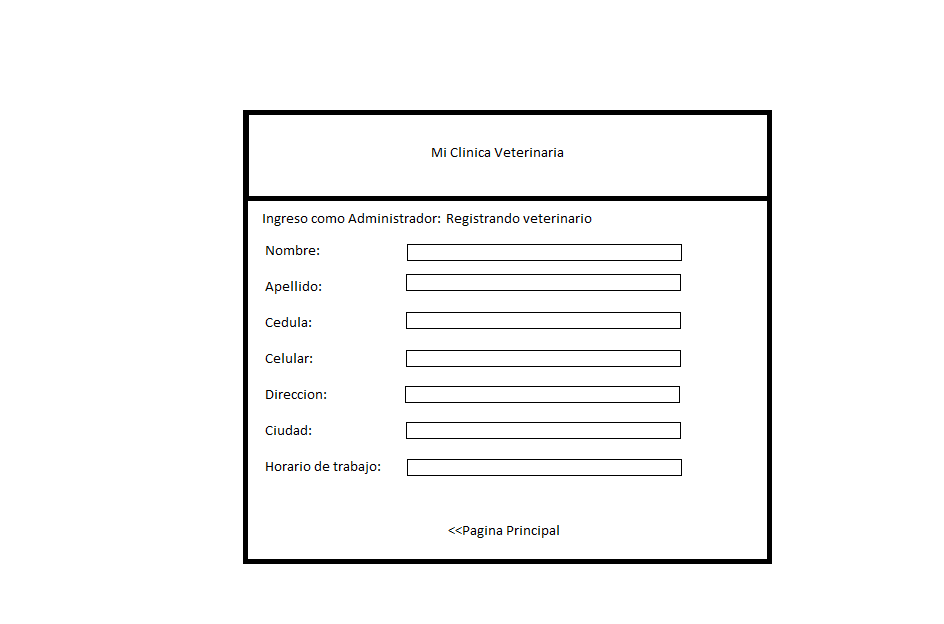 Mi Clinica Veterinaria
Ingreso como Administrador: Registrando veterinario
Nombre:
Apellido:
Cedula:
Celular:
Direccion:
Ciudad:
Horario de trabajo:
<<Pagina Principal